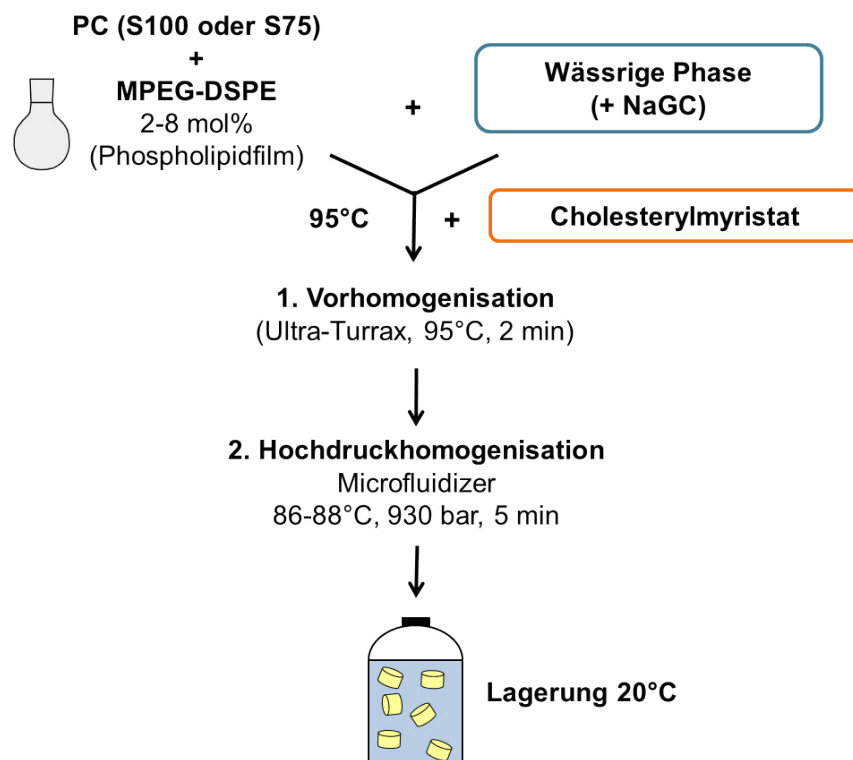 PC (S100 oder S75)
+
MPEG-DSPE
2-8 mol%
(Phospholipidfilm)
+
Wässrige Phase
(+ NaGC)
95°C
+
Cholesterylmyristat
1. Vorhomogenisation
(Ultra-Turrax, 95°C, 2 min)
2. Hochdruckhomogenisation
Microfluidizer
86-88°C, 930 bar, 5 min
Lagerung 20°C